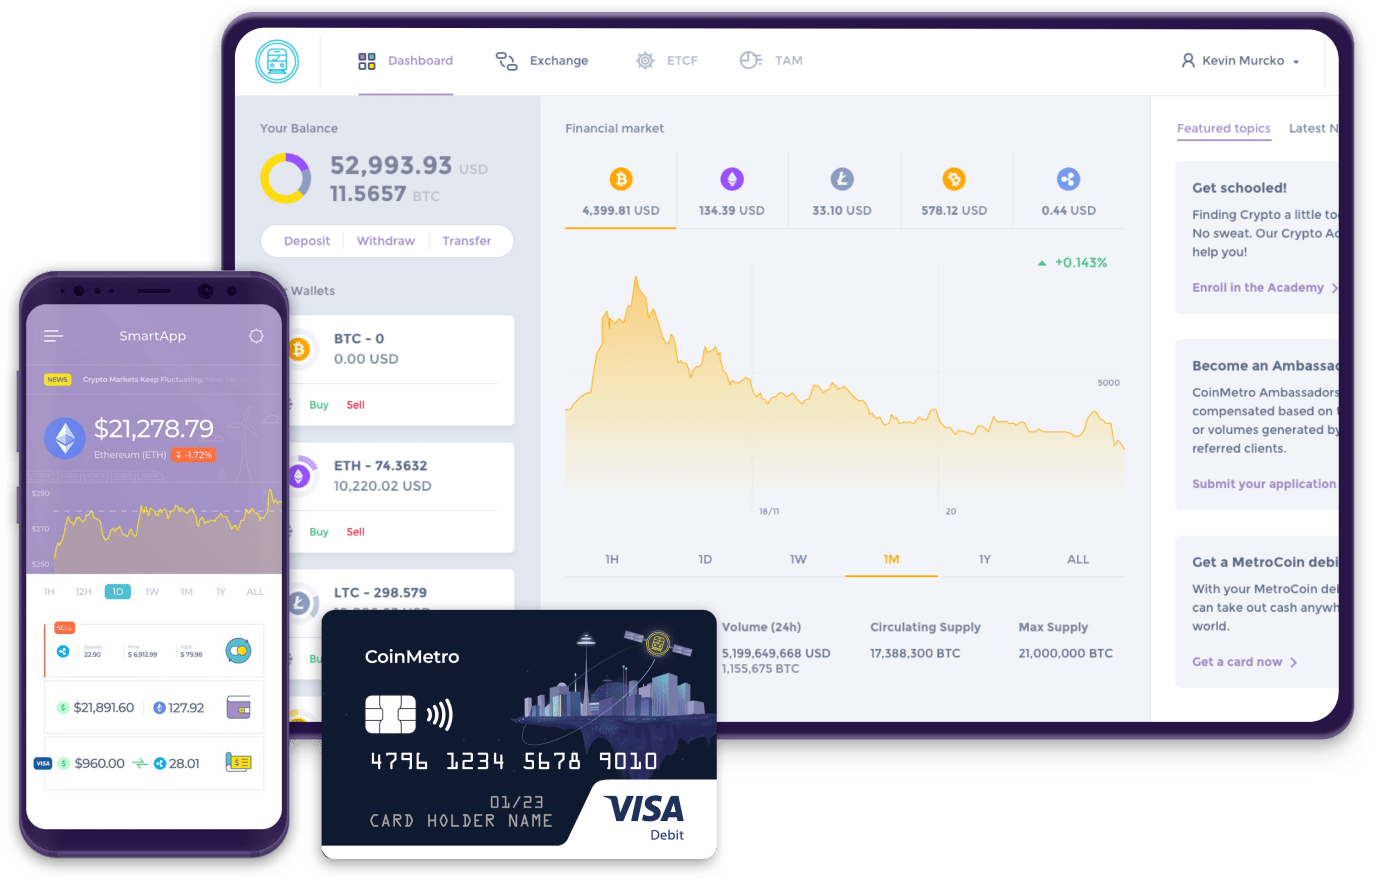 Dashboard
Exchange
ETCF
TAM
Kevin Murcko
Your Balance
52,993.93 USD
11.5657 BTC
Deposit
Withdraw
Transfer
Wallets
BTC - 0
0.00 USD
Buy
Sell
ETH - 74.3632
10,220.02 USD
Buy
Sell
LTC - 298.579
Financial market
4,399.81 USD
134.39 USD
33.10 USD
578.12 USD
0.44 USD
+0.143%
5000
18/11
20
1H
1D
1W
1M
1Y
ALL
Volume (24h)
5,199,649,668 USD
1,155,675 BTC
Circulating Supply
17,388,300 BTC
Max Supply
21,000,000 BTC
Featured topics
Latest N
Get schooled!
Finding Crypto a little to
No sweat. Our Crypto Ac
help you!
Enroll in the Academy
Become an Ambassad
CoinMetro Ambassadors
compensated based on
or volumes generated by
referred clients.
Submit your application
Get a MetroCoin debi
With your MetroCoin de
can take out cash anywh
world.
Get a card now
SmartApp
NEWS
Crypto Markets Keep Fluctuating:
$21,278.79
Ethereum (ETH)
-1.72%
$290
$270
$250
1H
12H
1D
1W
1M
1Y
ALL
SELL
Quantity
22.90
Price
$ 6,912.99
Total
$ 79.98
$21,891.60
127.92
VISA
$960.00
28.01
CoinMetro
4796 1234 5678 9010
01/23
CARD HOLDER NAME
VISA
Debit